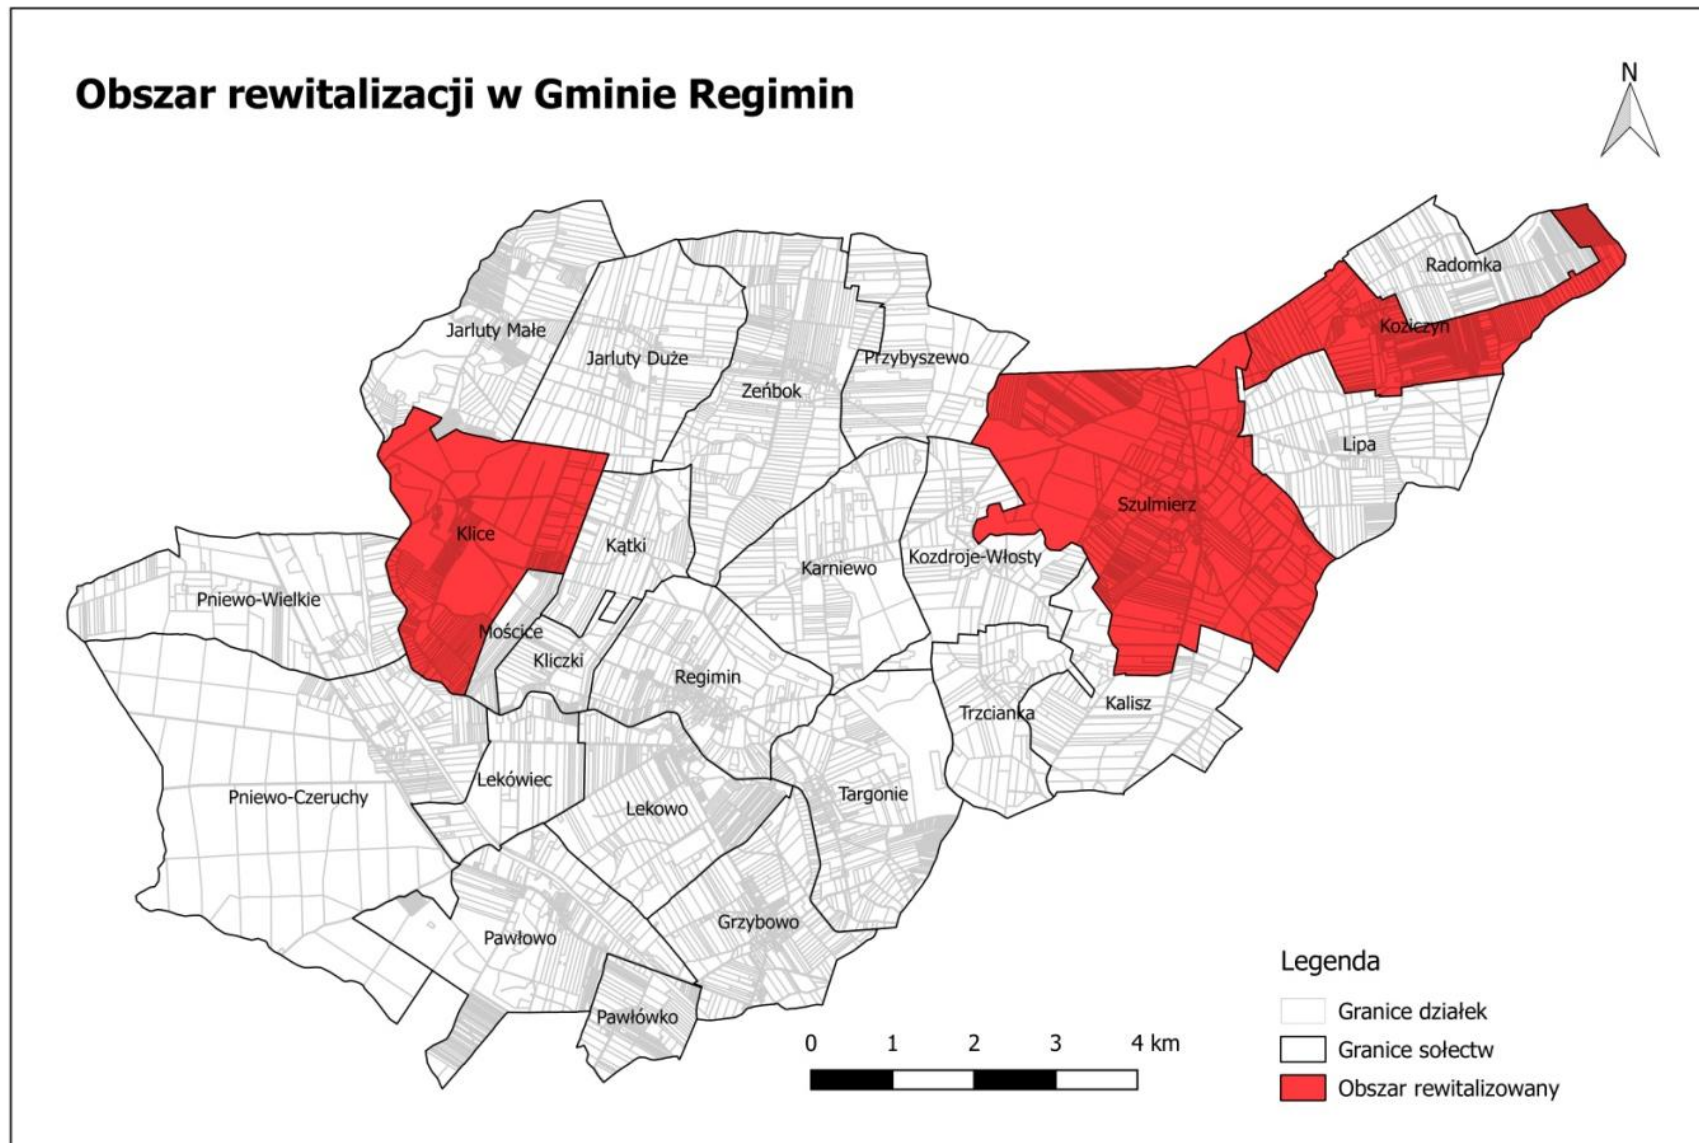 Obszar rewitalizacji w Gminie Regimin
N
Radomka
Koziczyn
Jarluty Małe
Jarluty Duże
Przybyszewo
Zeńbok
Lipa
Szulmierz
Klice
Kątki
Kozdroje-Włosty
Karniewo
Pniewo-Wielkie
Mościce
Kliczki
Regimin
Kalisz
Trzcianka
Lekówiec
Pniewo-Czeruchy
Targonie
Lekowo
Grzybowo
Pawłowo
Pawłówko
Legenda
Granice działek
Granice sołectw
Obszar rewitalizowany
0 1 2 3 4 km